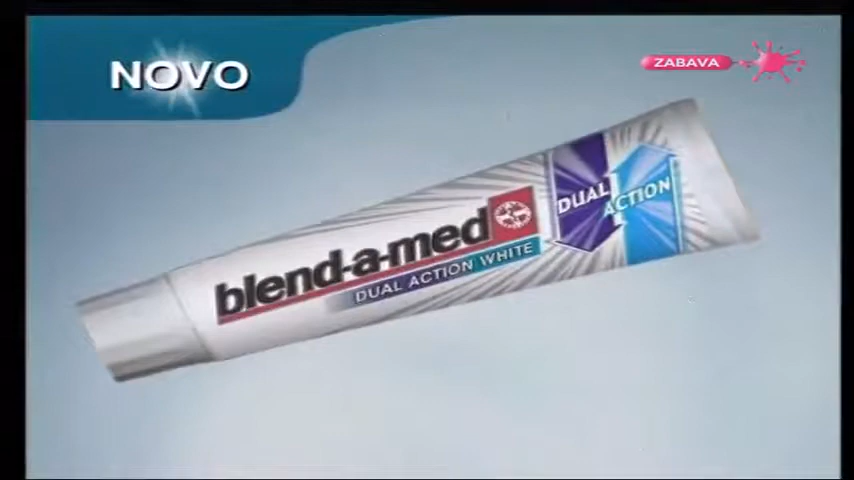 NOVO
ZABAVA
blend-a-med
DUAL ACTION WHITE
DUAL
ACTION